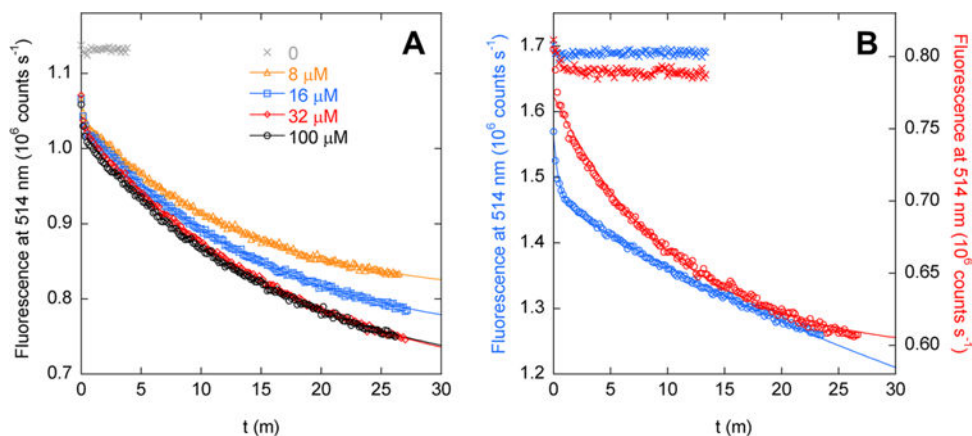 A
0
8 μM
16 μM
32 μM
100 μM
Fluorescence at 514 nm (10⁶ counts s⁻¹)
1.1
1.0
0.9
0.8
0.7
0 5 10 15 20 25 30
t (m)
B
Fluorescence at 514 nm (10⁶ counts s⁻¹)
1.7
1.6
1.5
1.4
1.3
1.2
0 5 10 15 20 25 30
t (m)
0.80
0.75
0.70
0.65
0.60
Fluorescence at 514 nm (10⁶ counts s⁻¹)